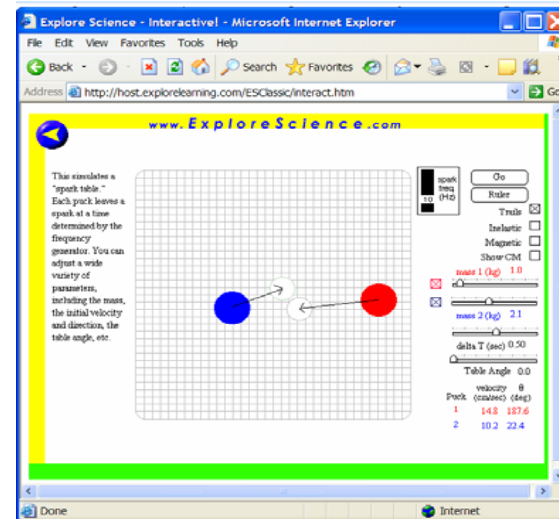 Explore Science - Interactive! - Microsoft Internet Explorer
File Edit View Favorites Tools Help
Back Search Favorites
Address http://host.explorelearning.com/ESClassic/interact.htm Go
www.ExploreScience.com
This simulates a
"spark table."
Each puck leaves a
spark at a time
determined by the
frequency
generator. You can
adjust a wide
variety of
parameters,
including the mass,
the initial velocity
and direction, the
table angle, etc.
spark
freq
(Hz)
10
Go
Ruler
Trails
Inelastic
Magnetic
Show CM
mass 1 (kg) 1.0
mass 2 (kg) 2.1
delta T (sec) 0.50
Table Angle 0.0
velocity θ
Puck (cm/sec) (deg)
1 14.8 187.6
2 10.2 22.4
Done Internet